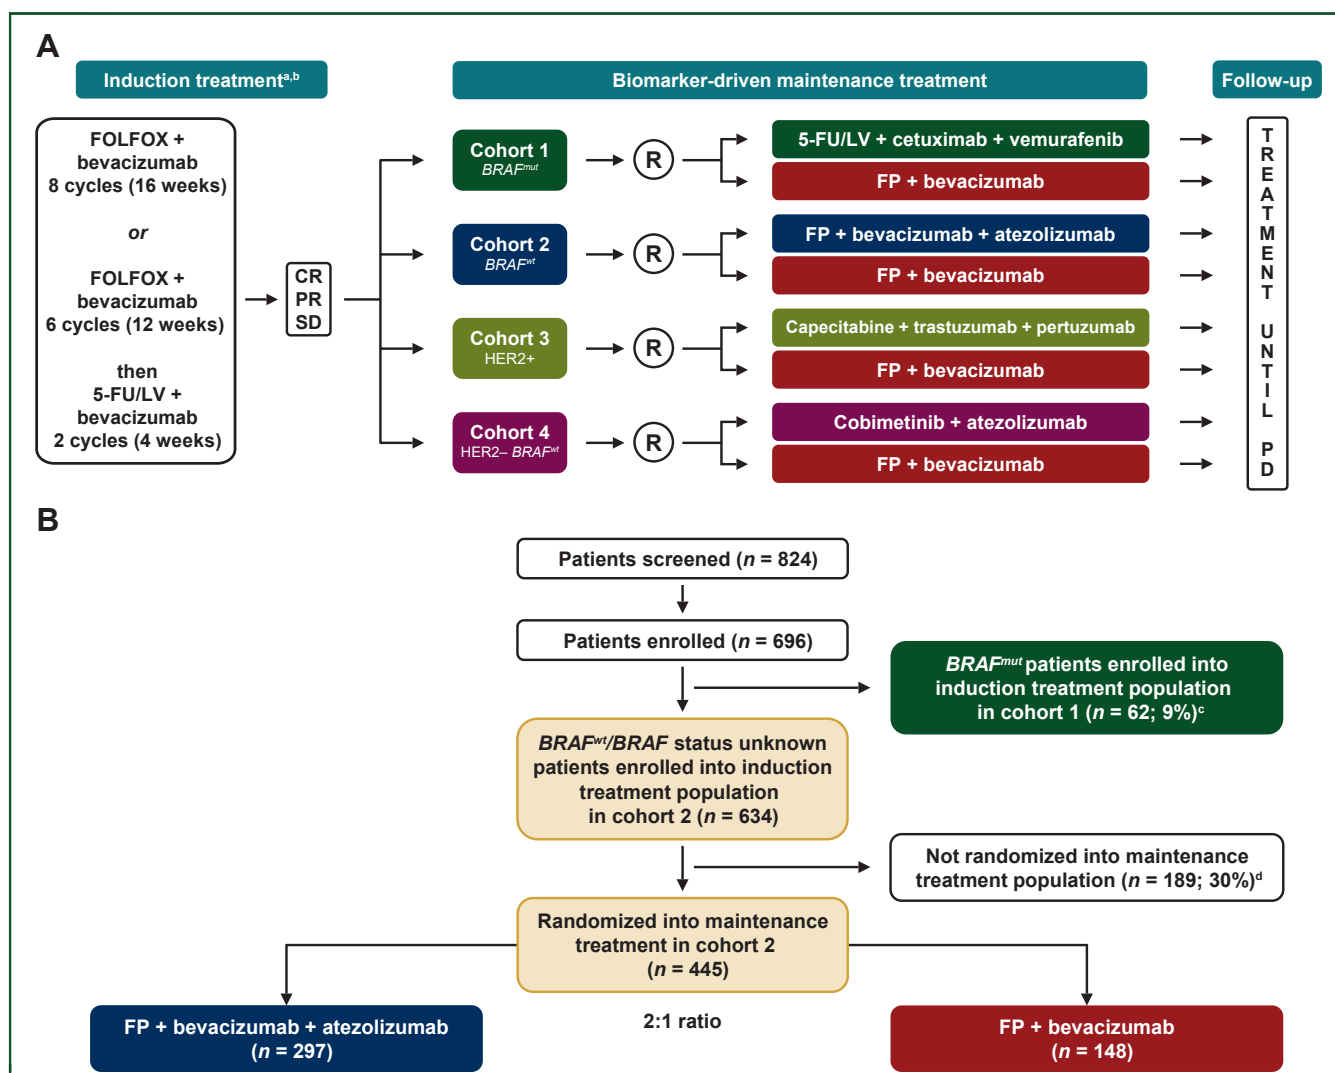 A
Induction treatmenta,b
Biomarker-driven maintenance treatment
Follow-up
FOLFOX +
bevacizumab
8 cycles (16 weeks)
or
FOLFOX +
bevacizumab
6 cycles (12 weeks)
then
5-FU/LV +
bevacizumab
2 cycles (4 weeks)
CR
PR
SD
Cohort 1
BRAFmut
R
5-FU/LV + cetuximab + vemurafenib
FP + bevacizumab
Cohort 2
BRAFwt
R
FP + bevacizumab + atezolizumab
FP + bevacizumab
Cohort 3
HER2+
R
Capecitabine + trastuzumab + pertuzumab
FP + bevacizumab
Cohort 4
HER2– BRAFwt
R
Cobimetinib + atezolizumab
FP + bevacizumab
TREATMENT UNTIL PD
B
Patients screened (n = 824)
Patients enrolled (n = 696)
BRAFmut patients enrolled into
induction treatment population
in cohort 1 (n = 62; 9%)c
BRAFwt/BRAF status unknown
patients enrolled into induction
treatment population
in cohort 2 (n = 634)
Not randomized into maintenance
treatment population (n = 189; 30%)d
Randomized into maintenance
treatment in cohort 2
(n = 445)
FP + bevacizumab + atezolizumab
(n = 297)
2:1 ratio
FP + bevacizumab
(n = 148)